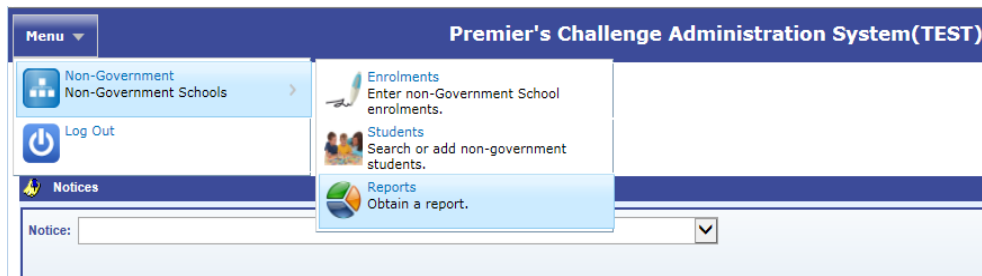 Menu
Premier's Challenge Administration System(TEST)
Non-Government
Non-Government Schools
Log Out
Enrolments
Enter non-Government School
enrolments.
Students
Search or add non-government
students.
Reports
Obtain a report.
Notices
Notice: